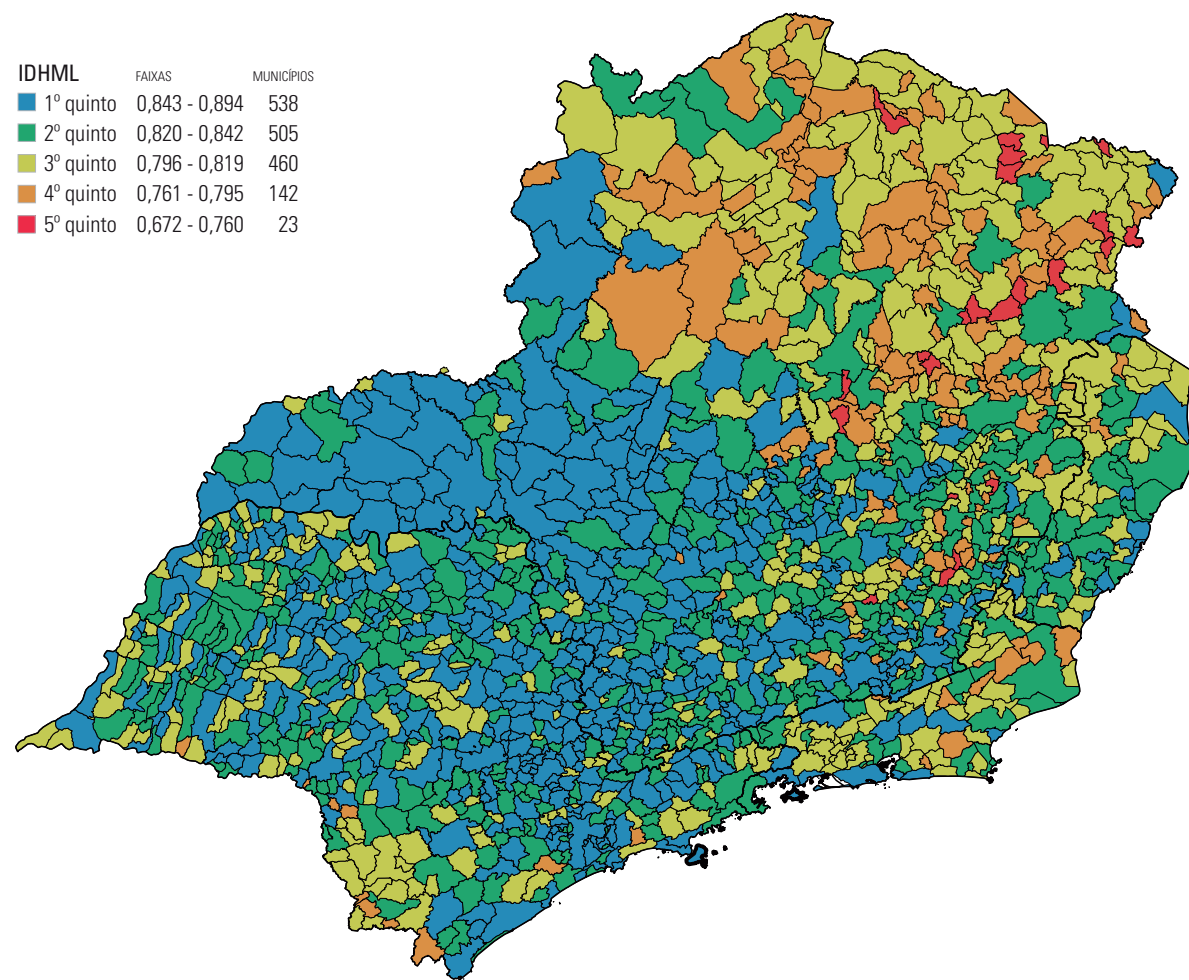 IDHML FAIXAS MUNICÍPIOS
1º quinto 0,843 - 0,894 538
2º quinto 0,820 - 0,842 505
3º quinto 0,796 - 0,819 460
4º quinto 0,761 - 0,795 142
5º quinto 0,672 - 0,760 23